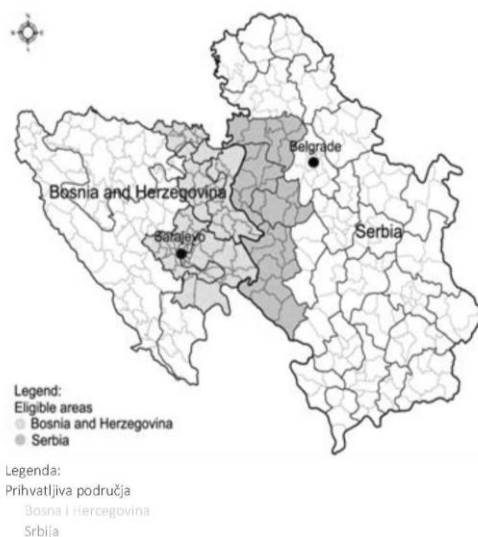 Belgrade
Bosnia and Herzegovina
Serbia
Sarajevo
Legend:
Eligible areas
Bosnia and Herzegovina
Serbia
Legenda:
Prihvatljiva područja
Bosna i Hercegovina
Srbija